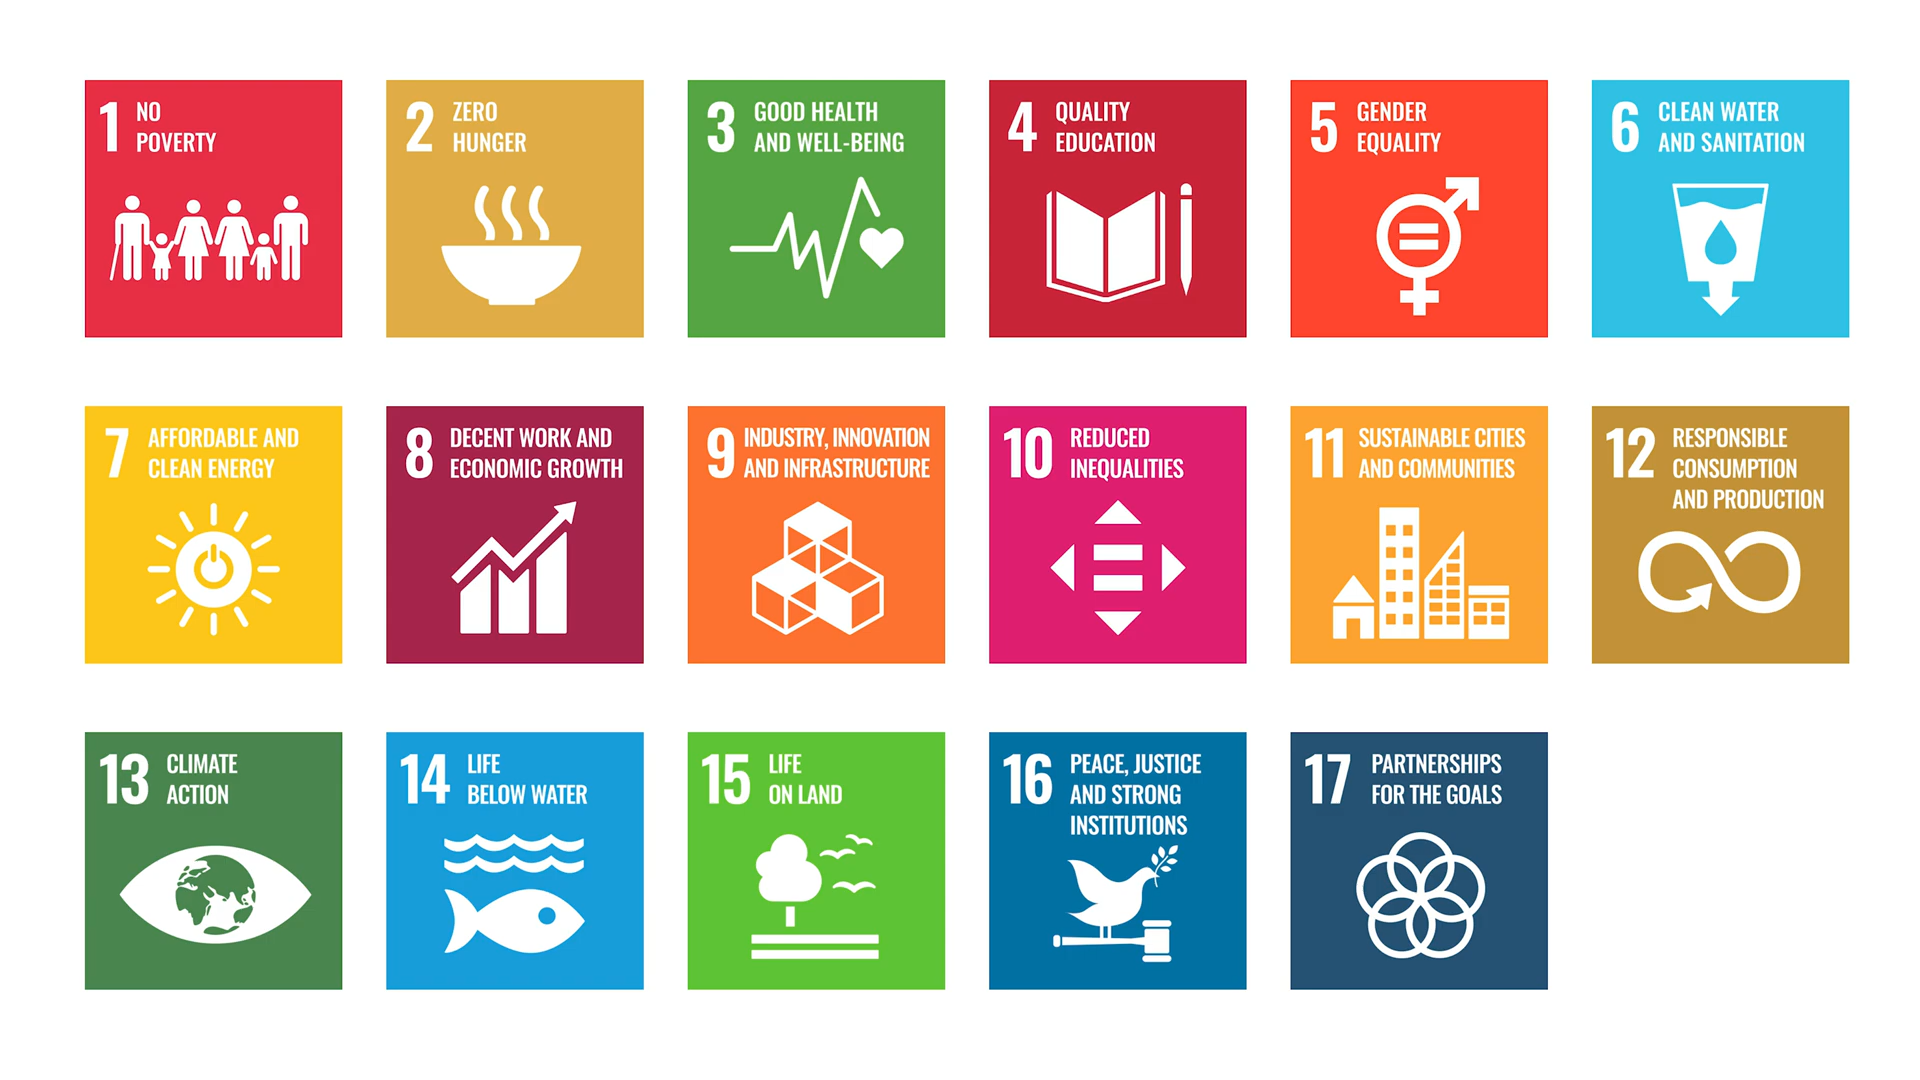 1 NO
POVERTY
2 ZERO
HUNGER
3 GOOD HEALTH
AND WELL-BEING
4 QUALITY
EDUCATION
5 GENDER
EQUALITY
6 CLEAN WATER
AND SANITATION
7 AFFORDABLE AND
CLEAN ENERGY
8 DECENT WORK AND
ECONOMIC GROWTH
9 INDUSTRY, INNOVATION
AND INFRASTRUCTURE
10 REDUCED
INEQUALITIES
11 SUSTAINABLE CITIES
AND COMMUNITIES
12 RESPONSIBLE
CONSUMPTION
AND PRODUCTION
13 CLIMATE
ACTION
14 LIFE
BELOW WATER
15 LIFE
ON LAND
16 PEACE, JUSTICE
AND STRONG
INSTITUTIONS
17 PARTNERSHIPS
FOR THE GOALS